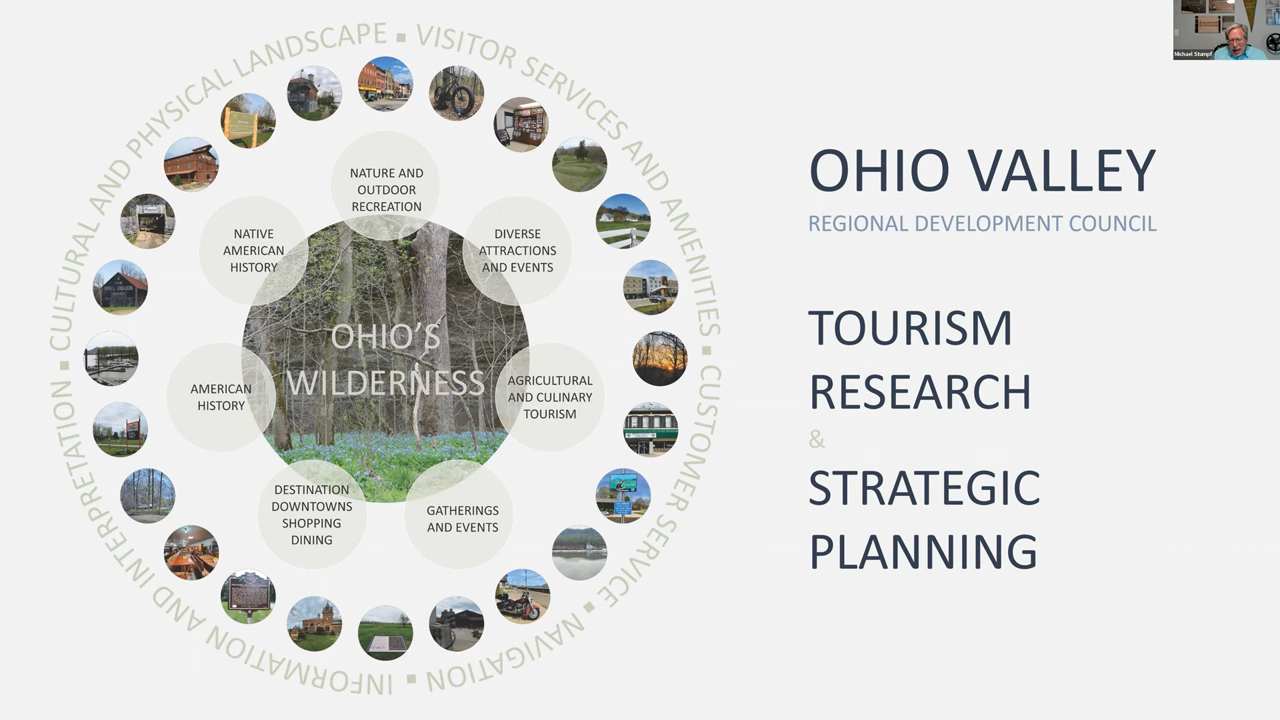 CULTURAL AND PHYSICAL LANDSCAPE ▪ VISITOR SERVICES AND AMENITIES ▪ CUSTOMER SERVICE ▪ NAVIGATION ▪ INFORMATION AND INTERPRETATION ▪
NATURE AND
OUTDOOR
RECREATION
NATIVE
AMERICAN
HISTORY
DIVERSE
ATTRACTIONS
AND EVENTS
OHIO'S
WILDERNESS
AMERICAN
HISTORY
AGRICULTURAL
AND CULINARY
TOURISM
DESTINATION
DOWNTOWNS
SHOPPING
DINING
GATHERINGS
AND EVENTS
OHIO VALLEY
REGIONAL DEVELOPMENT COUNCIL
TOURISM
RESEARCH
&
STRATEGIC
PLANNING
Michael Stumpf